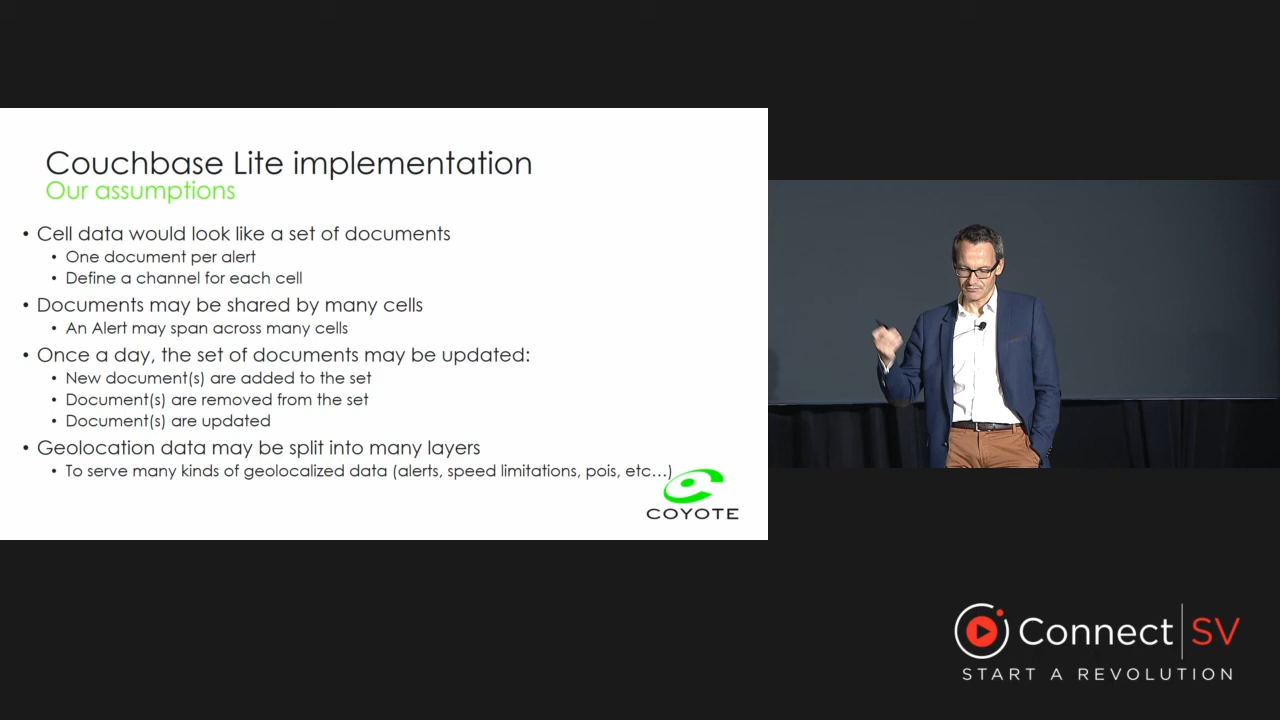 Couchbase Lite implementation
Our assumptions
• Cell data would look like a set of documents
• One document per alert
• Define a channel for each cell
• Documents may be shared by many cells
• An Alert may span across many cells
• Once a day, the set of documents may be updated:
• New document(s) are added to the set
• Document(s) are removed from the set
• Document(s) are updated
• Geolocation data may be split into many layers
• To serve many kinds of geolocalized data (alerts, speed limitations, pois, etc...)
COYOTE
Connect|SV
START A REVOLUTION